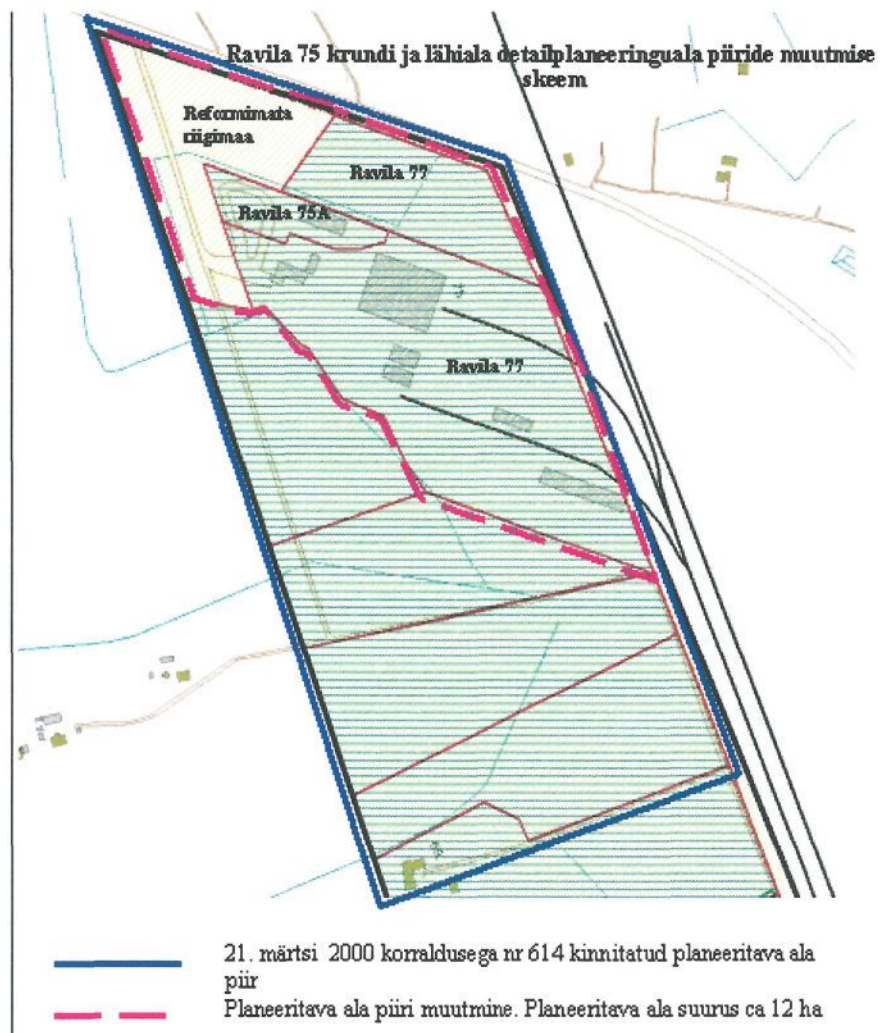 Ravila 75 krundi ja lähiala detailplaneeringuala piiride muutmise
skeem
Reformimata
riigimaa
Ravila 77
Ravila 75A
Ravila 77
21. märtsi 2000 korraldusega nr 614 kinnitatud planeeritava ala
piir
Planeeritava ala piiri muutmine. Planeeritava ala suurus ca 12 ha